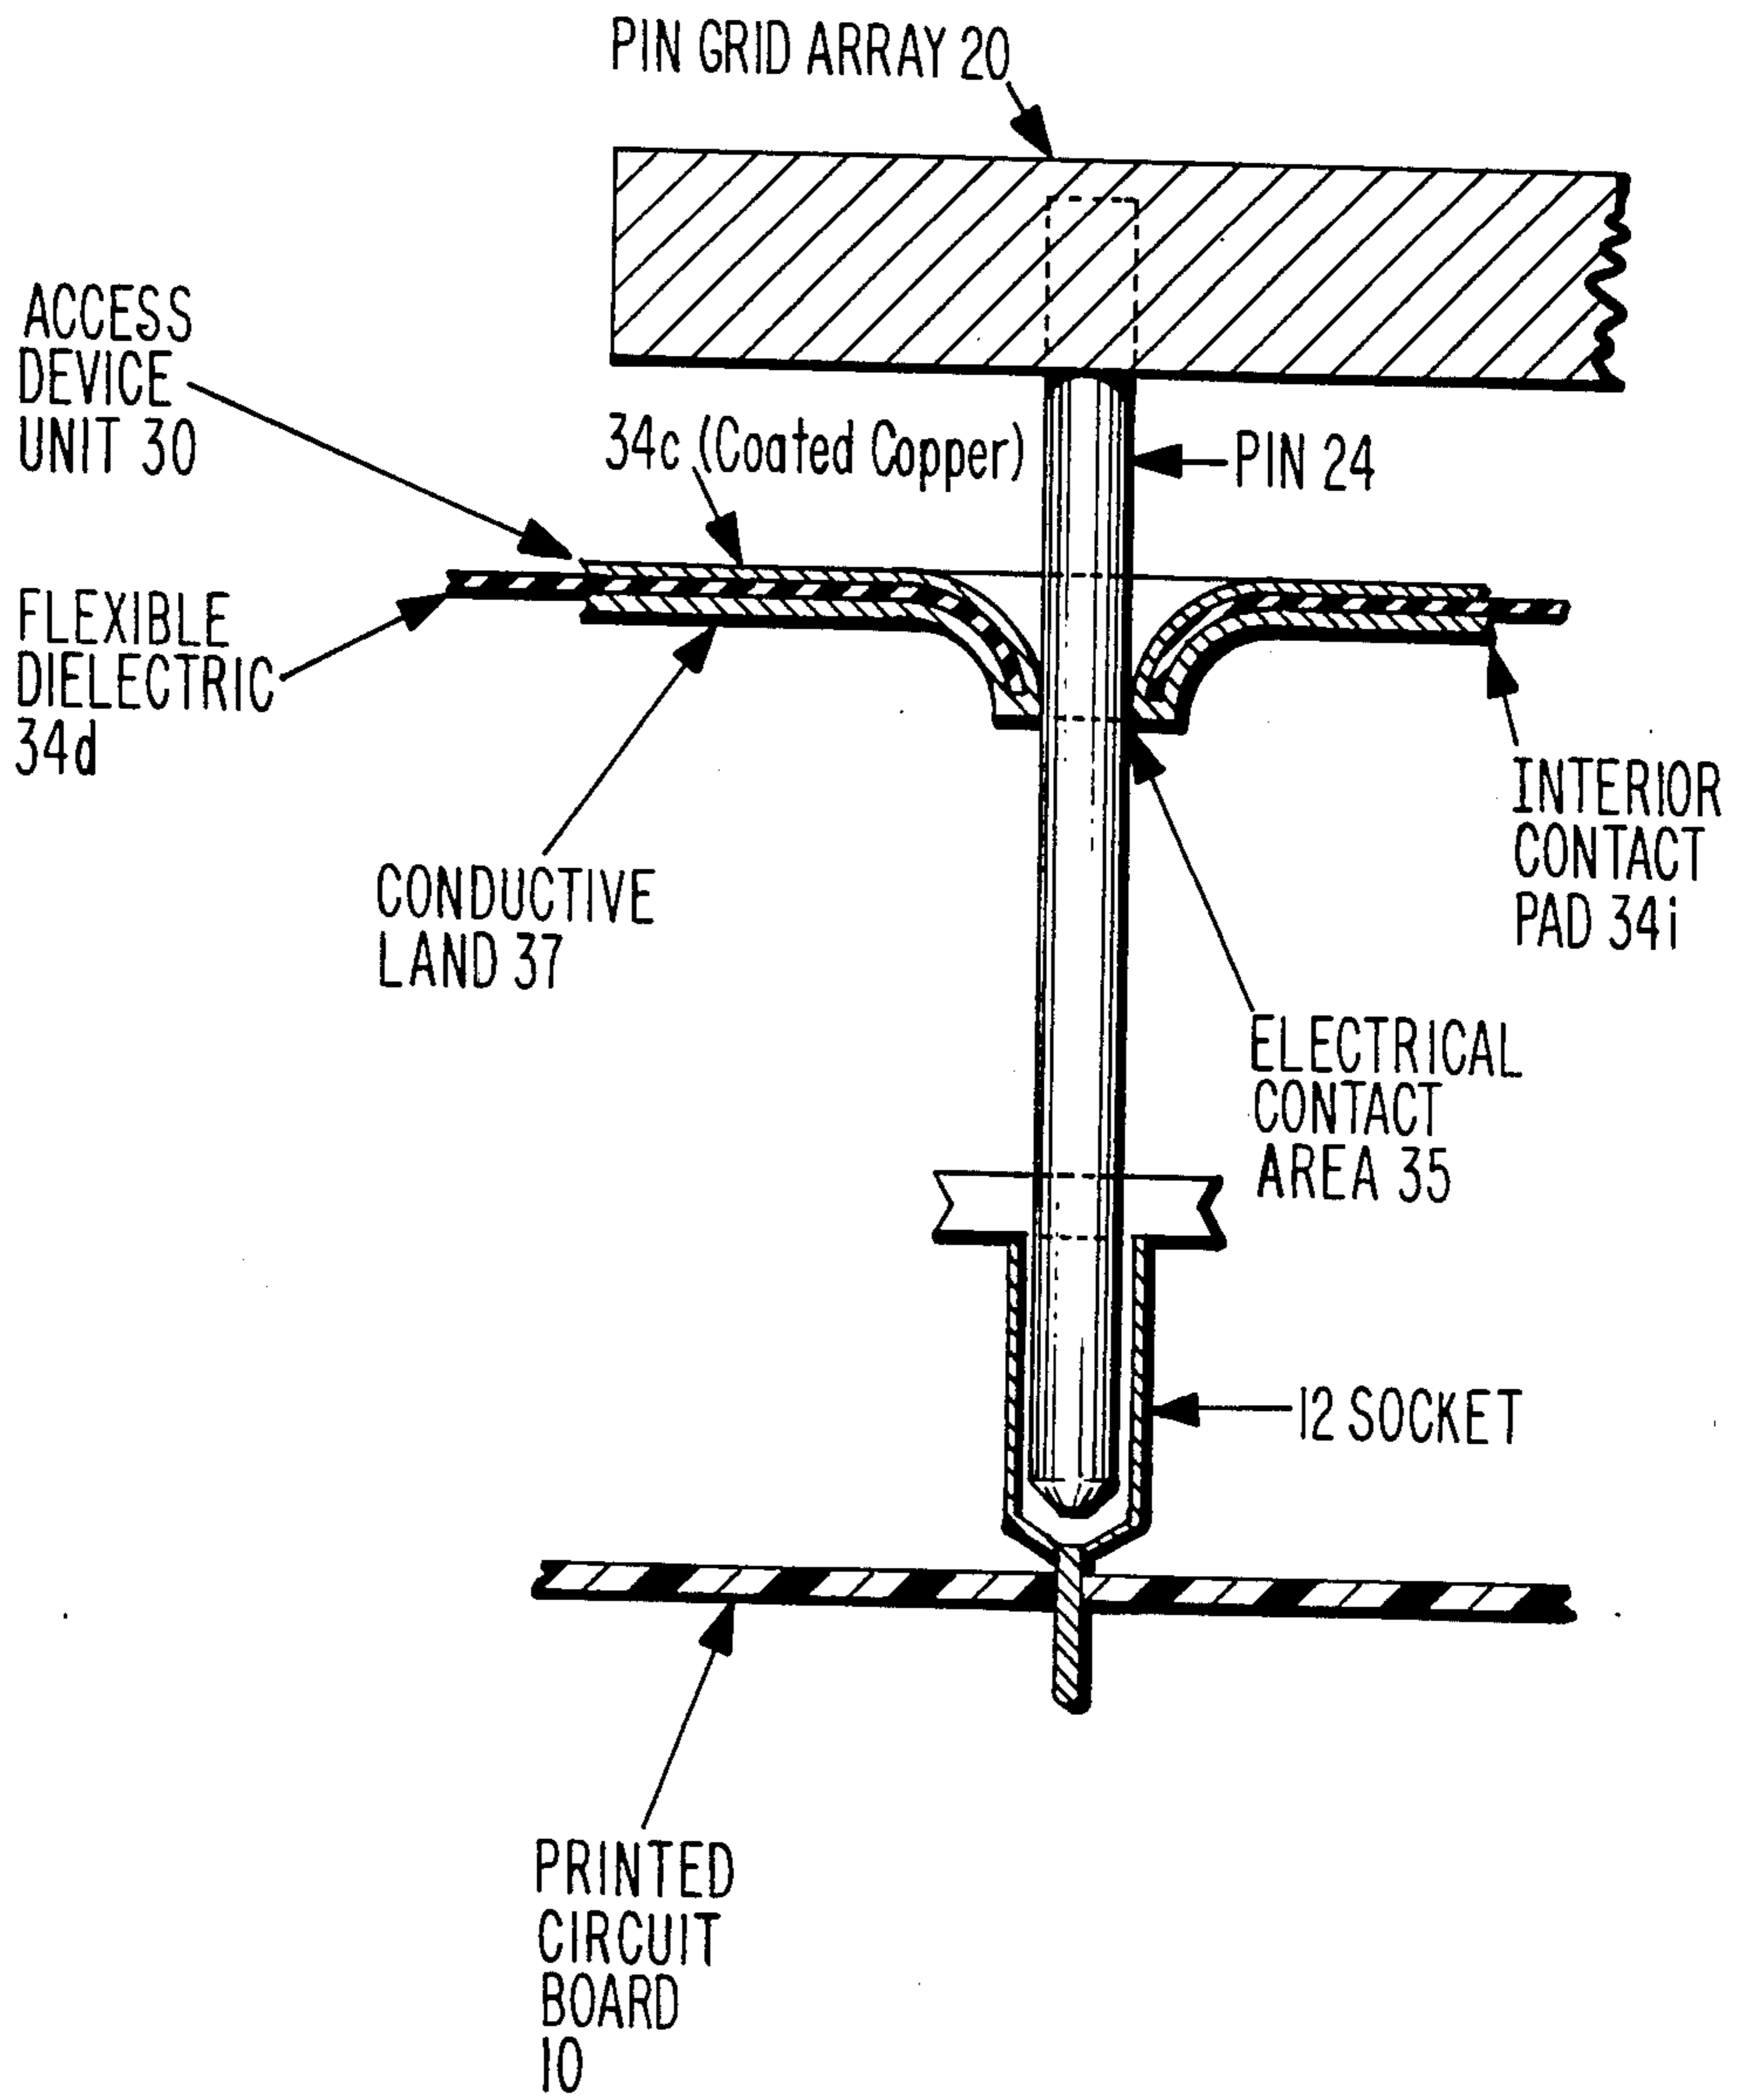 PIN GRID ARRAY 20
ACCESS
DEVICE
UNIT 30
34c (Coated Copper)
PIN 24
FLEXIBLE
DIELECTRIC
34d
CONDUCTIVE
LAND 37
INTERIOR
CONTACT
PAD 34i
ELECTRICAL
CONTACT
AREA 35
12 SOCKET
PRINTED
CIRCUIT
BOARD
10